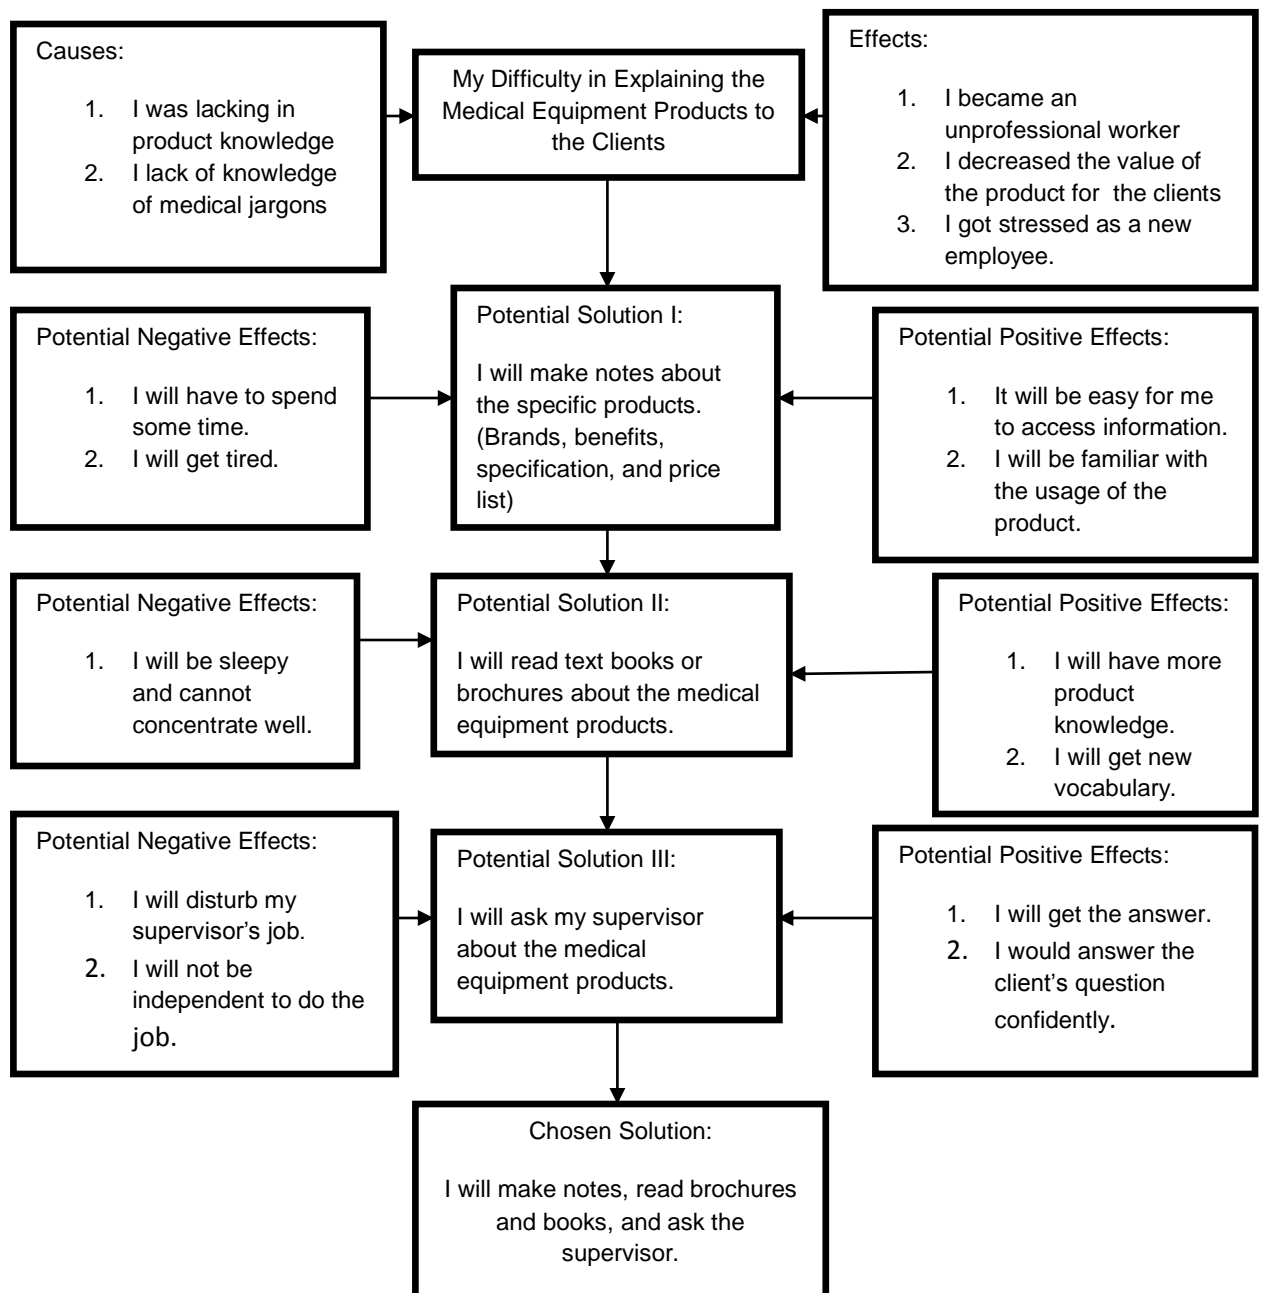 Causes:
1. I was lacking in
product knowledge
2. I lack of knowledge
of medical jargons
My Difficulty in Explaining the
Medical Equipment Products to
the Clients
Effects:
1. I became an
unprofessional worker
2. I decreased the value of
the product for the clients
3. I got stressed as a new
employee.
Potential Negative Effects:
1. I will have to spend
some time.
2. I will get tired.
Potential Solution I:
I will make notes about
the specific products.
(Brands, benefits,
specification, and price
list)
Potential Positive Effects:
1. It will be easy for me
to access information.
2. I will be familiar with
the usage of the
product.
Potential Negative Effects:
1. I will be sleepy
and cannot
concentrate well.
Potential Solution II:
I will read text books or
brochures about the medical
equipment products.
Potential Positive Effects:
1. I will have more
product
knowledge.
2. I will get new
vocabulary.
Potential Negative Effects:
1. I will disturb my
supervisor’s job.
2. I will not be
independent to do the
job.
Potential Solution III:
I will ask my supervisor
about the medical
equipment products.
Potential Positive Effects:
1. I will get the answer.
2. I would answer the
client’s question
confidently.
Chosen Solution:
I will make notes, read brochures
and books, and ask the
supervisor.